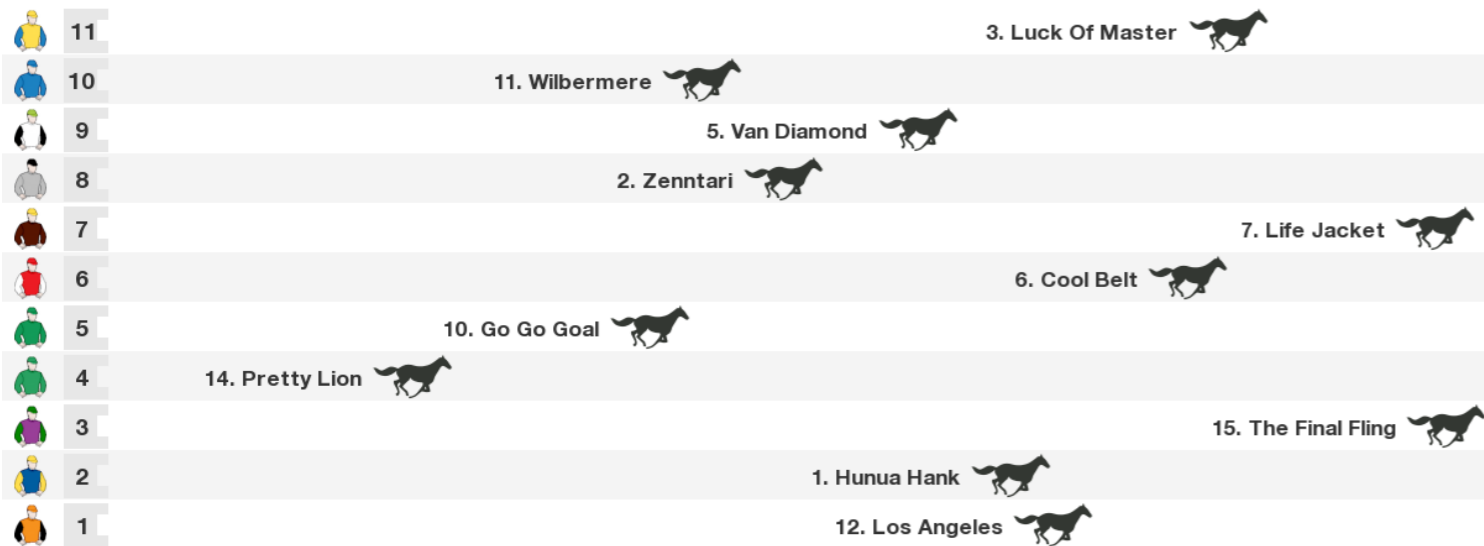 11 3. Luck Of Master
10 11. Wilbermere
9 5. Van Diamond
8 2. Zenntari
7 7. Life Jacket
6 6. Cool Belt
5 10. Go Go Goal
4 14. Pretty Lion
3 15. The Final Fling
2 1. Hunua Hank
1 12. Los Angeles